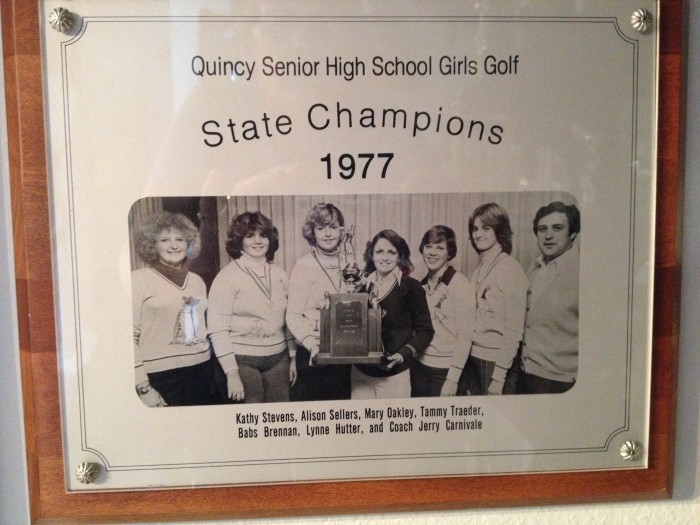 Quincy Senior High School Girls Golf
State Champions
1977
Kathy Stevens, Alison Sellers, Mary Oakley, Tammy Traeder,
Babs Brennan, Lynne Hutter, and Coach Jerry Carnivale